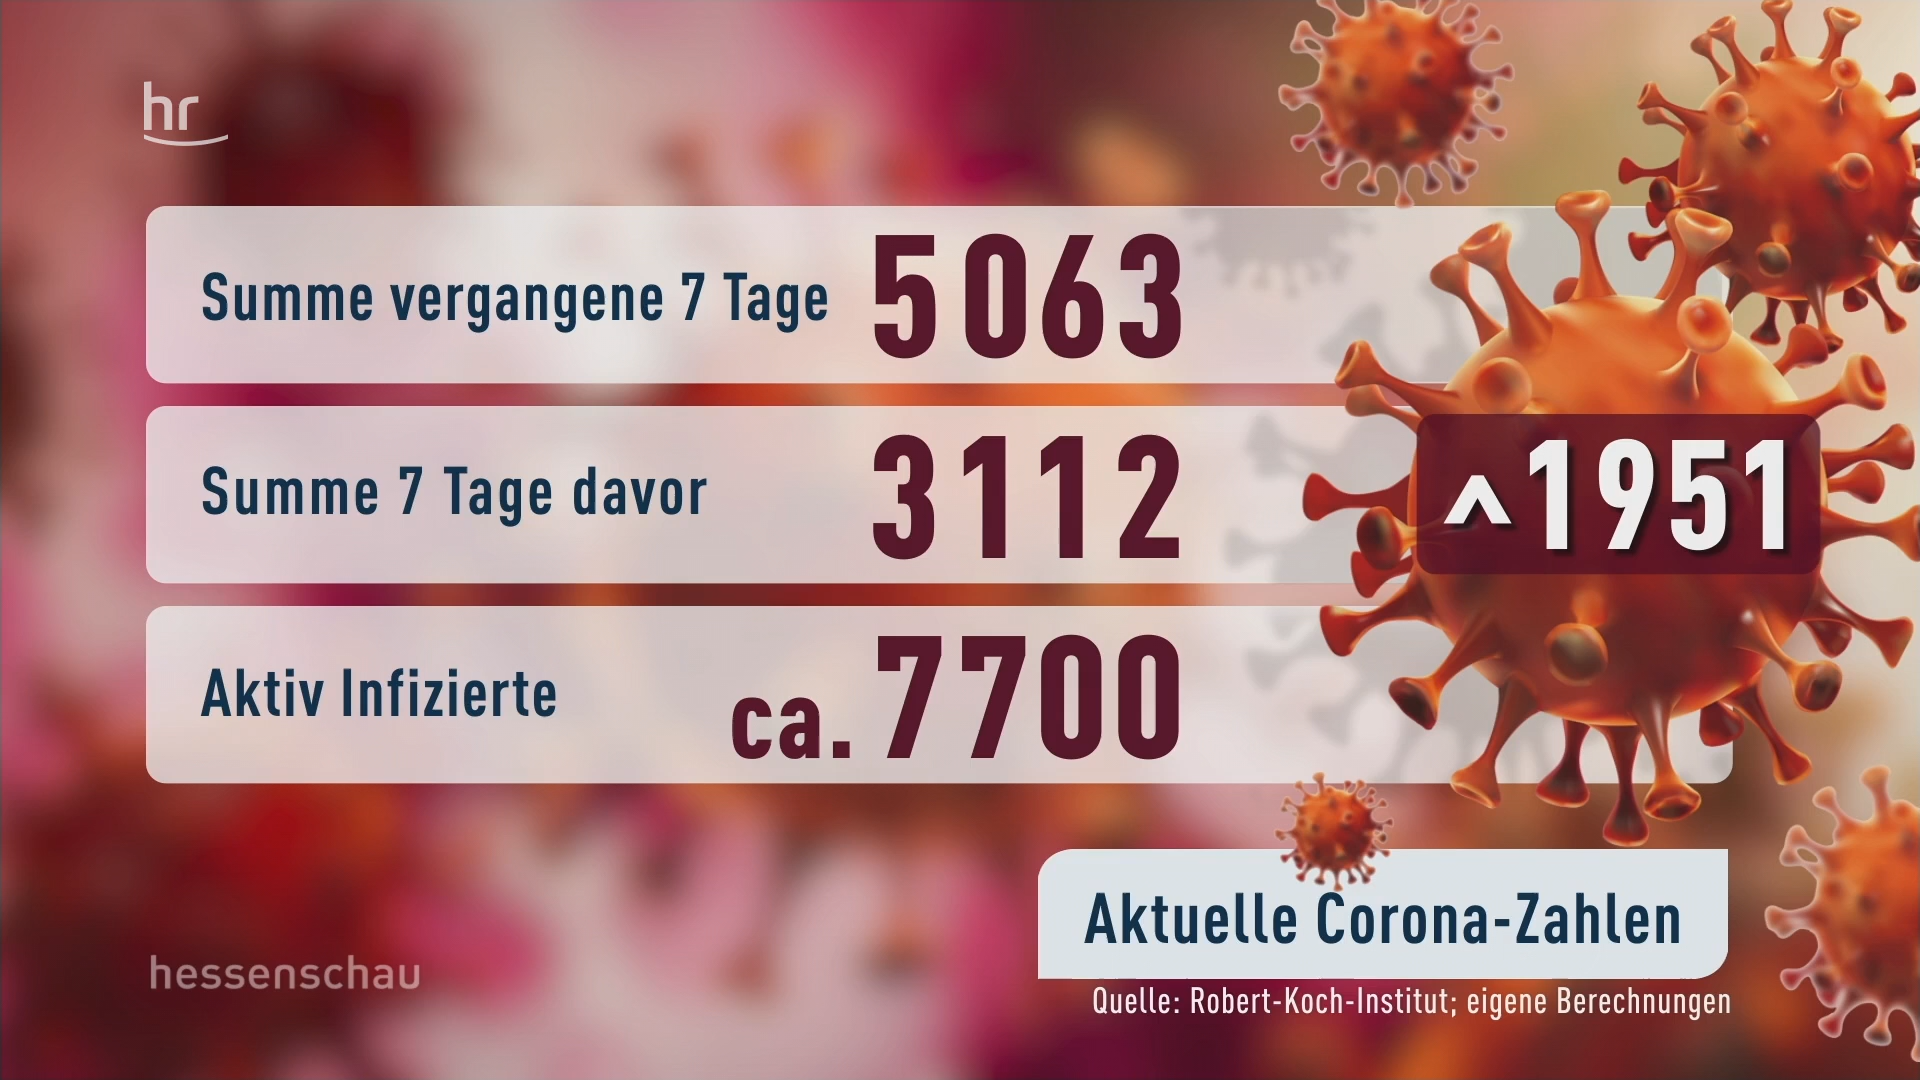 hr
Summe vergangene 7 Tage 5063
Summe 7 Tage davor 3112
^1951
Aktiv Infizierte ca. 7700
Aktuelle Corona-Zahlen
hessenschau
Quelle: Robert-Koch-Institut; eigene Berechnungen